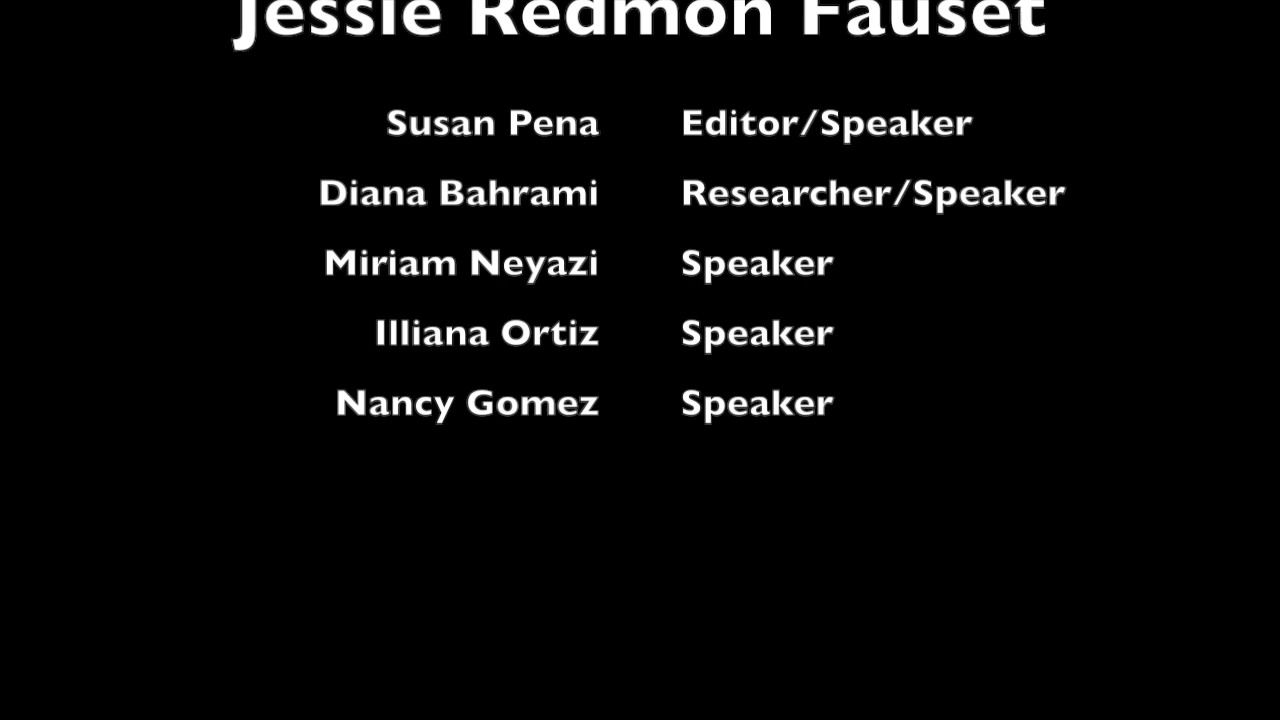 Jessie Redmon Fauset
Susan Pena Editor/Speaker
Diana Bahrami Researcher/Speaker
Miriam Neyazi Speaker
Illiana Ortiz Speaker
Nancy Gomez Speaker